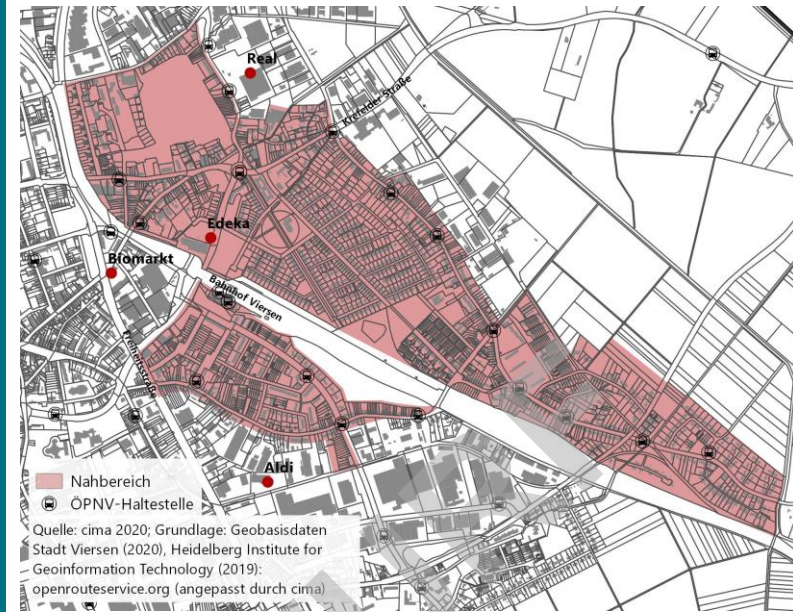 Real
Krefelder Straße
Edeka
Biomarkt
Bahnhof Viersen
Freiheitsstraße
Aldi
Nahbereich
ÖPNV-Haltestelle
Quelle: cima 2020; Grundlage: Geobasisdaten
Stadt Viersen (2020), Heidelberg Institute for
Geoinformation Technology (2019):
openrouteservice.org (angepasst durch cima)